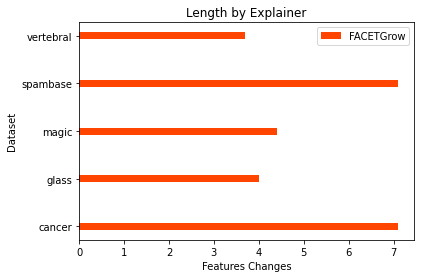 Length by Explainer
FACETGrow
Dataset
vertebral
spambase
magic
glass
cancer
0 1 2 3 4 5 6 7
Features Changes